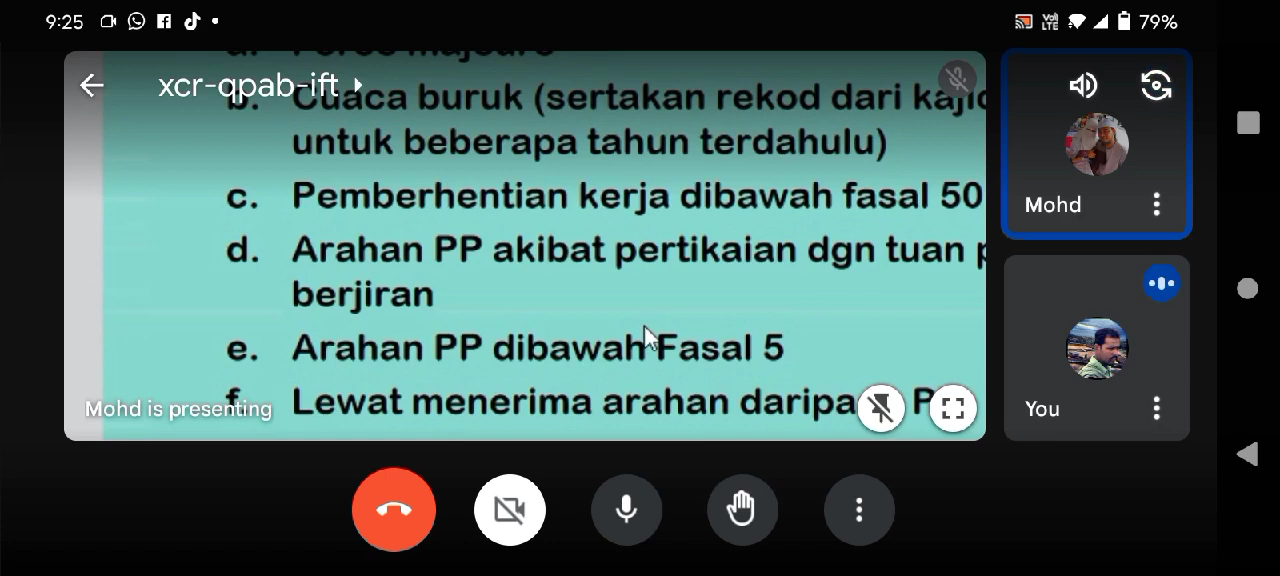 9:25
VoI LTE
79%
xcr-qpab-ift
b. Cuaca buruk (sertakan rekod dari
untuk beberapa tahun terdahulu)
c. Pemberhentian kerja dibawah fasal 50
d. Arahan PP akibat pertikaian dgn tuan
berjiran
e. Arahan PP dibawah Fasal 5
f. Lewat menerima arahan
Mohd is presenting
Mohd
You